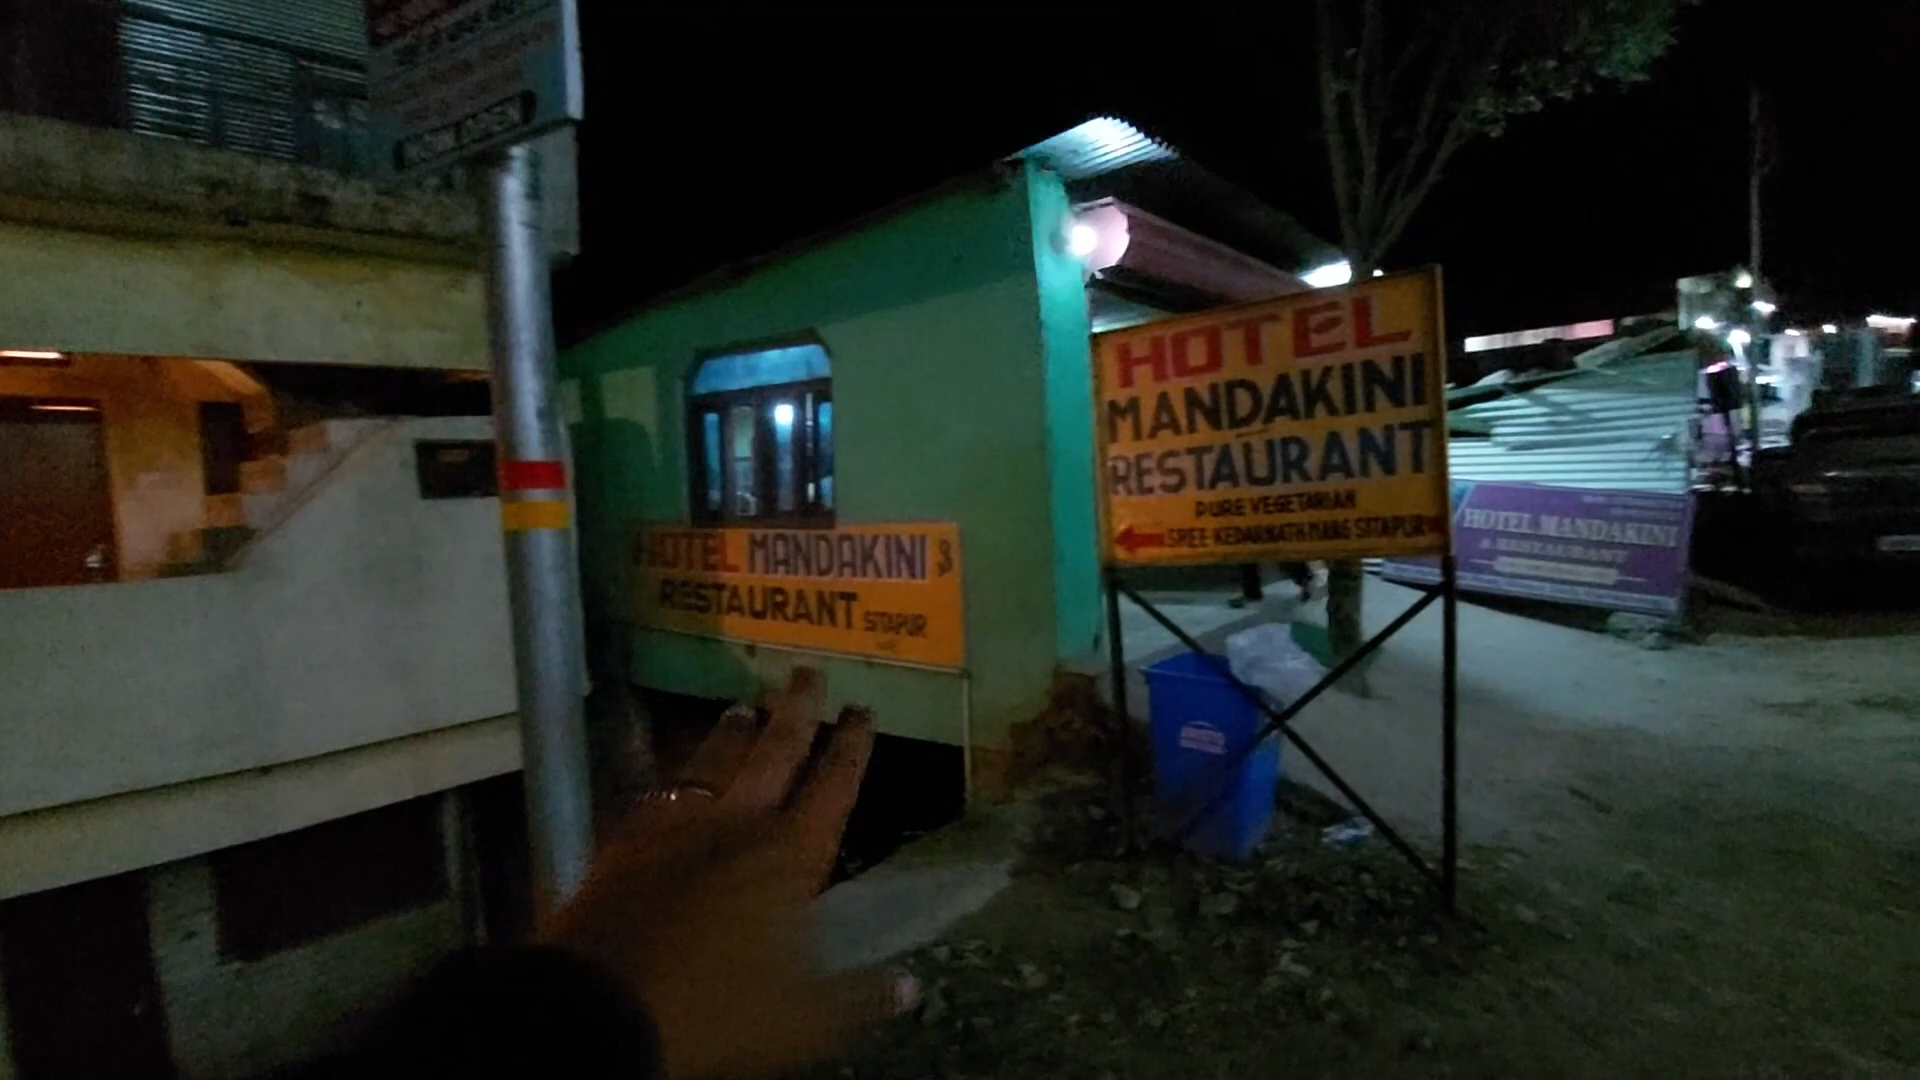 HOTEL
MANDAKINI
RESTAURANT
PURE VEGETARIAN
SREE KEDARNATH MARG SITAPUR
HOTEL MANDAKINI &
RESTAURANT SITAPUR
HOTEL MANDAKINI
& RESTAURANT